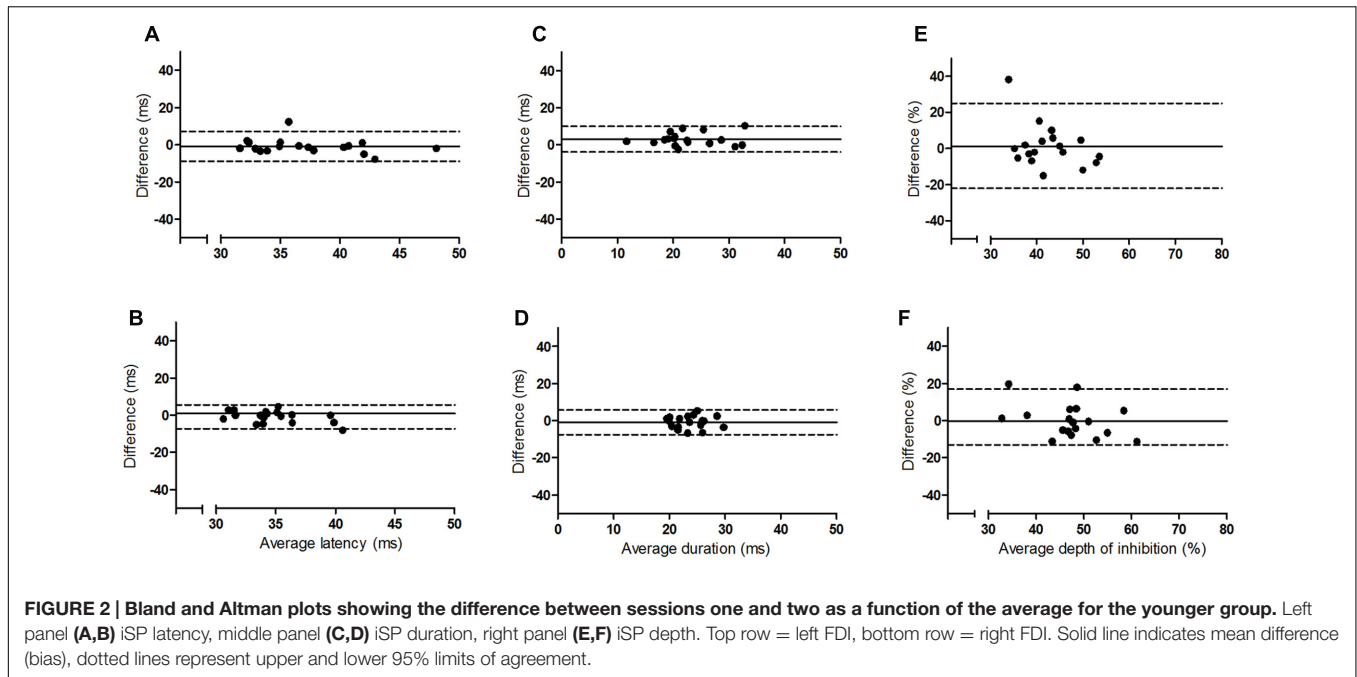 A
40
20
0
-20
-40
Difference (ms)
30 35 40 45 50
C
40
20
0
-20
-40
Difference (ms)
0 10 20 30 40 50
E
40
20
0
-20
-40
Difference (%)
30 40 50 60 70 80
B
40
20
0
-20
-40
Difference (ms)
30 35 40 45 50
Average latency (ms)
D
40
20
0
-20
-40
Difference (ms)
0 10 20 30 40 50
Average duration (ms)
F
40
20
0
-20
-40
Difference (%)
30 40 50 60 70 80
Average depth of inhibition (%)
FIGURE 2 | Bland and Altman plots showing the difference between sessions one and two as a function of the average for the younger group. Left
panel (A,B) iSP latency, middle panel (C,D) iSP duration, right panel (E,F) iSP depth. Top row = left FDI, bottom row = right FDI. Solid line indicates mean difference
(bias), dotted lines represent upper and lower 95% limits of agreement.